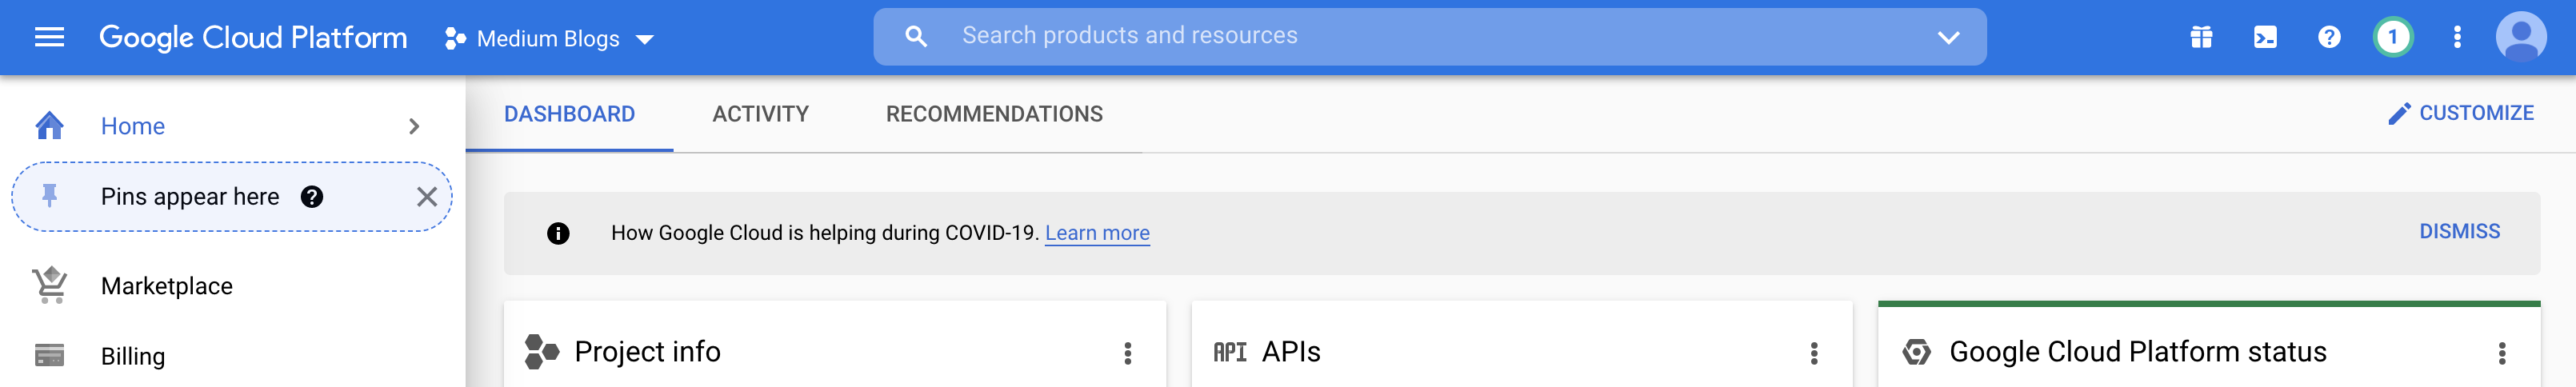 Google Cloud Platform
Medium Blogs
Search products and resources
1
Home
Pins appear here
DASHBOARD
ACTIVITY
RECOMMENDATIONS
CUSTOMIZE
How Google Cloud is helping during COVID-19. Learn more
DISMISS
Marketplace
Billing
Project info
API APIs
Google Cloud Platform status